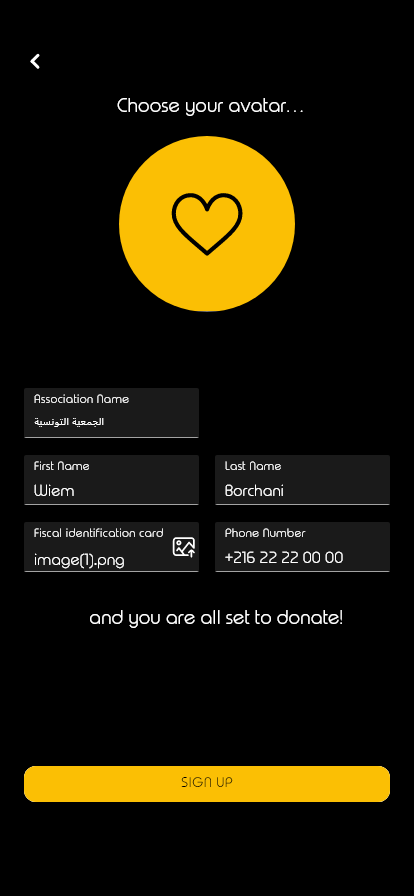 Choose your avatar...
Association Name
الجمعية التونسية
First Name
Wiem
Last Name
Borchani
Fiscal identification card
image(1).png
Phone Number
+216 22 22 00 00
and you are all set to donate!
SIGN UP